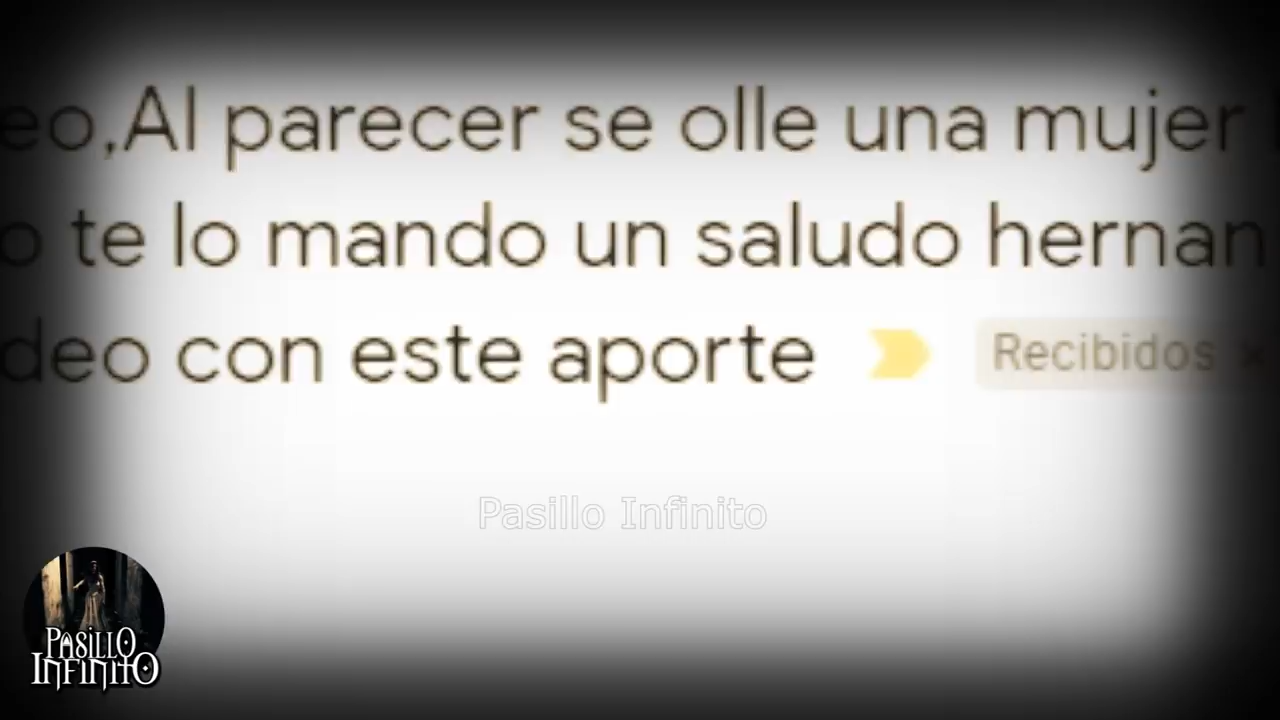 eo,Al parecer se olle una mujer
o te lo mando un saludo hernan
deo con este aporte Recibidos ×
Pasillo Infinito
PASILLO
INFINITO